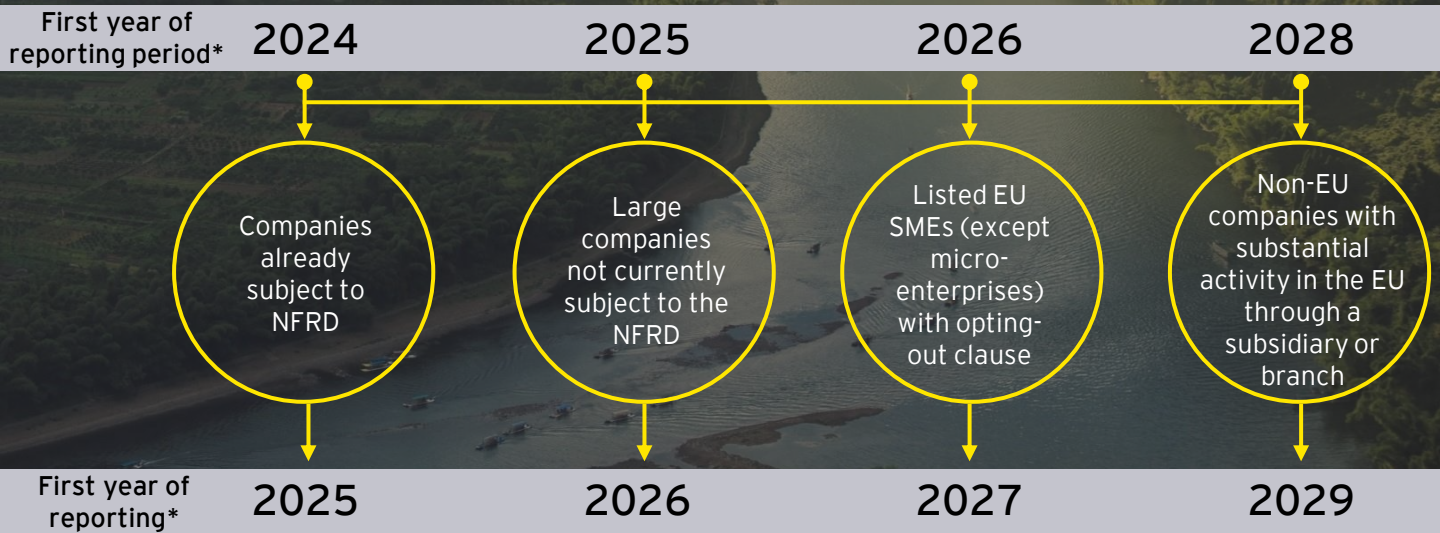 First year of
reporting period*
2024
2025
2026
2028
Companies
already
subject to
NFRD
Large
companies
not currently
subject to the
NFRD
Listed EU
SMEs (except
micro-
enterprises)
with opting-
out clause
Non-EU
companies with
substantial
activity in the EU
through a
subsidiary or
branch
First year of
reporting*
2025
2026
2027
2029